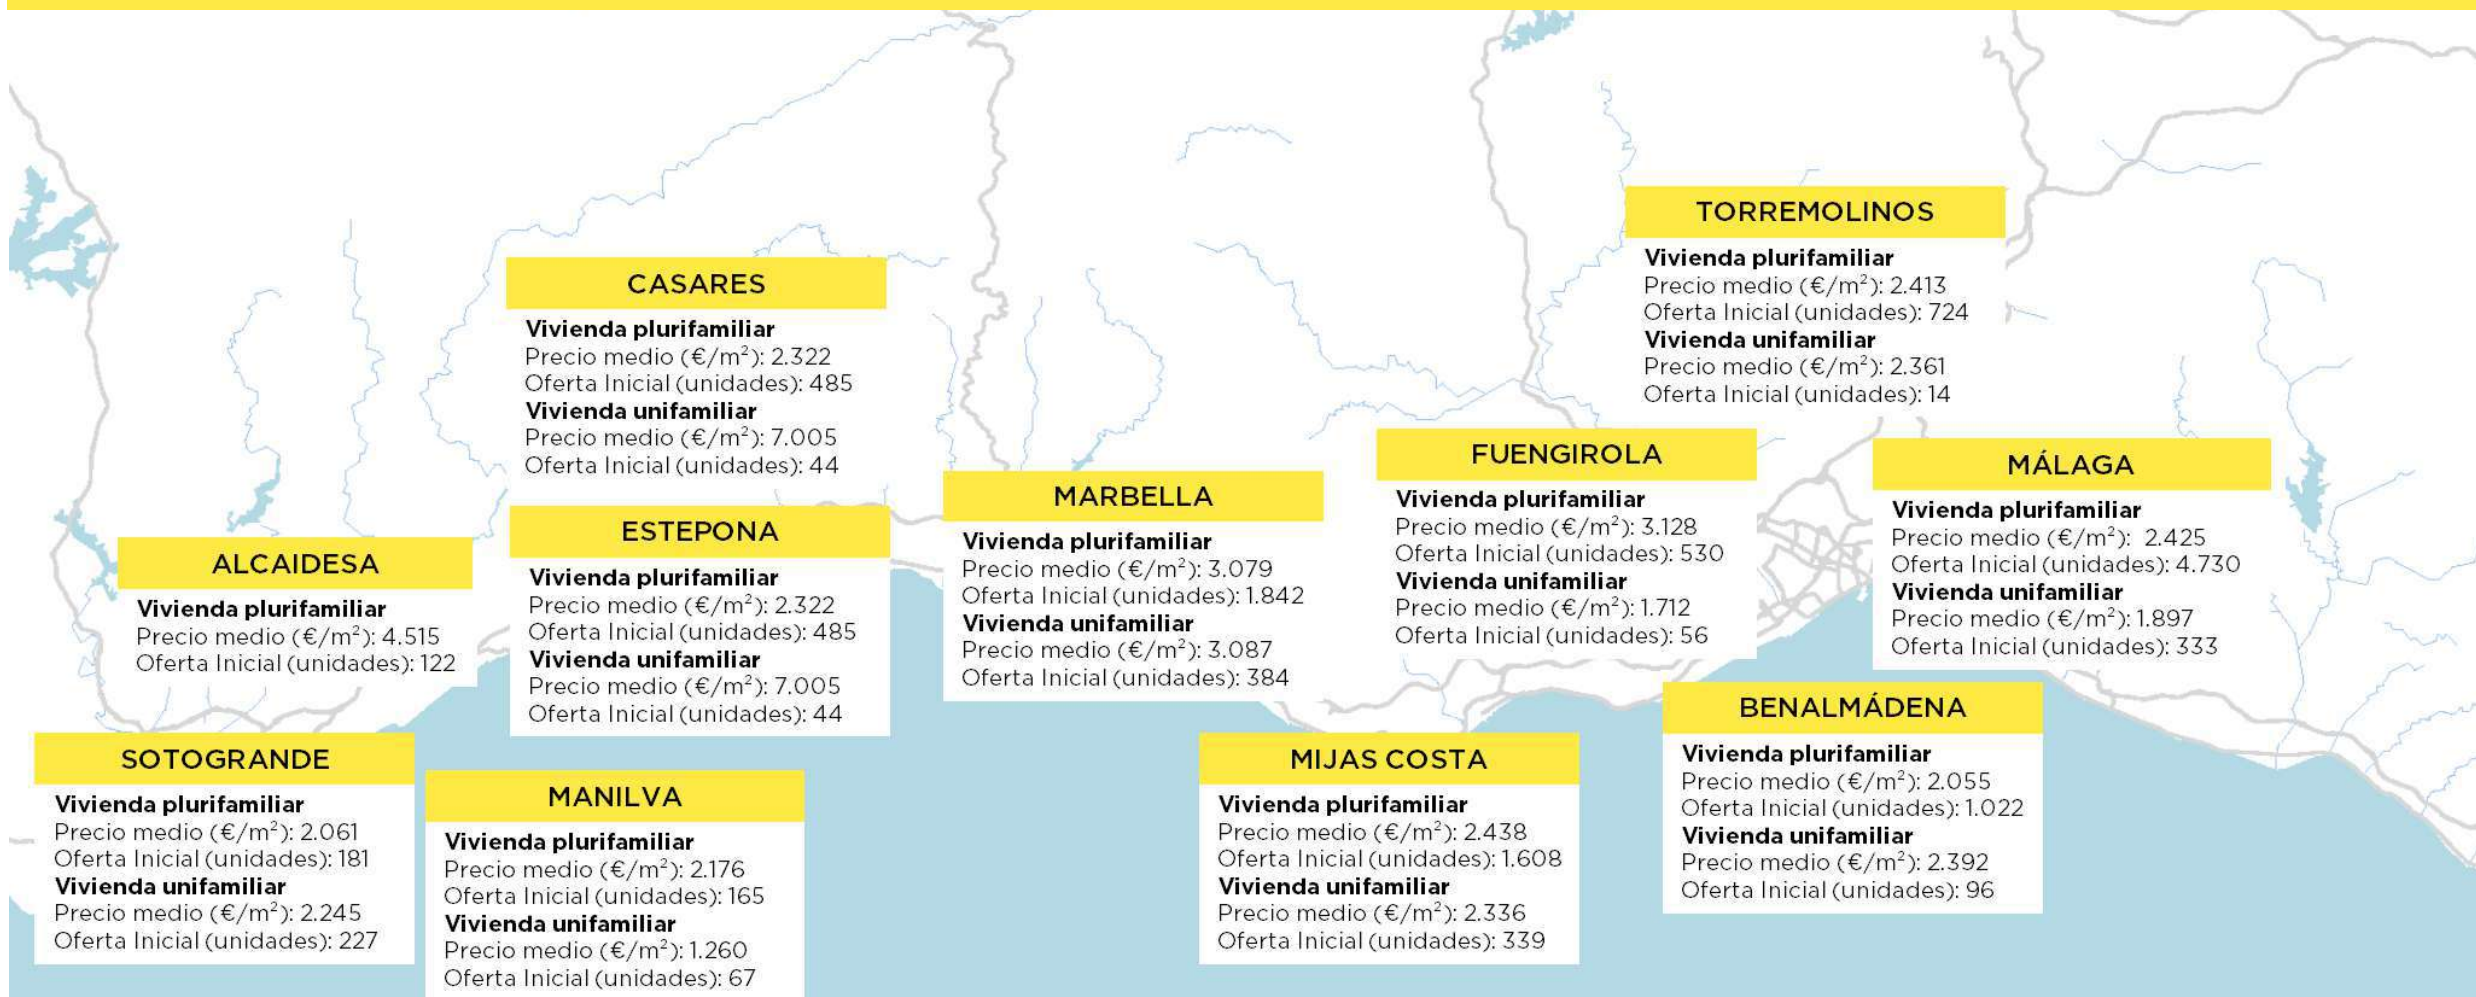 TORREMOLINOS
Vivienda plurifamiliar
Precio medio (€/m²): 2.413
Oferta Inicial (unidades): 724
Vivienda unifamiliar
Precio medio (€/m²): 2.361
Oferta Inicial (unidades): 14
CASARES
Vivienda plurifamiliar
Precio medio (€/m²): 2.322
Oferta Inicial (unidades): 485
Vivienda unifamiliar
Precio medio (€/m²): 7.005
Oferta Inicial (unidades): 44
FUENGIROLA
Vivienda plurifamiliar
Precio medio (€/m²): 3.128
Oferta Inicial (unidades): 530
Vivienda unifamiliar
Precio medio (€/m²): 1.712
Oferta Inicial (unidades): 56
MÁLAGA
Vivienda plurifamiliar
Precio medio (€/m²): 2.425
Oferta Inicial (unidades): 4.730
Vivienda unifamiliar
Precio medio (€/m²): 1.897
Oferta Inicial (unidades): 333
MARBELLA
Vivienda plurifamiliar
Precio medio (€/m²): 3.079
Oferta Inicial (unidades): 1.842
Vivienda unifamiliar
Precio medio (€/m²): 3.087
Oferta Inicial (unidades): 384
ESTEPONA
Vivienda plurifamiliar
Precio medio (€/m²): 2.322
Oferta Inicial (unidades): 485
Vivienda unifamiliar
Precio medio (€/m²): 7.005
Oferta Inicial (unidades): 44
ALCAIDESA
Vivienda plurifamiliar
Precio medio (€/m²): 4.515
Oferta Inicial (unidades): 122
BENALMÁDENA
Vivienda plurifamiliar
Precio medio (€/m²): 2.055
Oferta Inicial (unidades): 1.022
Vivienda unifamiliar
Precio medio (€/m²): 2.392
Oferta Inicial (unidades): 96
SOTOGRANDE
Vivienda plurifamiliar
Precio medio (€/m²): 2.061
Oferta Inicial (unidades): 181
Vivienda unifamiliar
Precio medio (€/m²): 2.245
Oferta Inicial (unidades): 227
MIJAS COSTA
Vivienda plurifamiliar
Precio medio (€/m²): 2.438
Oferta Inicial (unidades): 1.608
Vivienda unifamiliar
Precio medio (€/m²): 2.336
Oferta Inicial (unidades): 339
MANILVA
Vivienda plurifamiliar
Precio medio (€/m²): 2.176
Oferta Inicial (unidades): 165
Vivienda unifamiliar
Precio medio (€/m²): 1.260
Oferta Inicial (unidades): 67